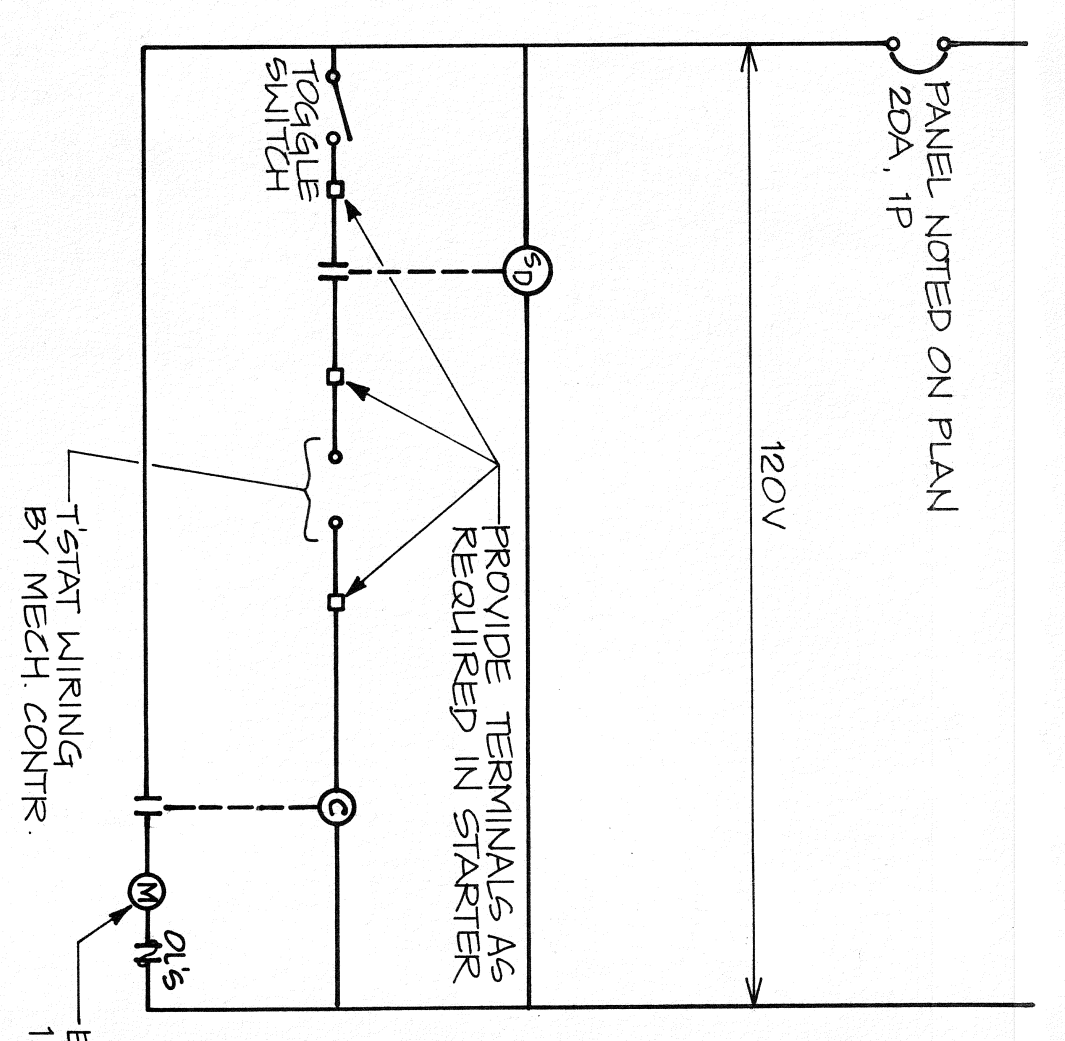 PANEL NOTED ON PLAN
20A, 1P
120V
S
D
TOGGLE
SWITCH
PROVIDE TERMINALS AS
REQUIRED IN STARTER
T'STAT WIRING
BY MECH. CONTR.
C
M
OL'S
E
1